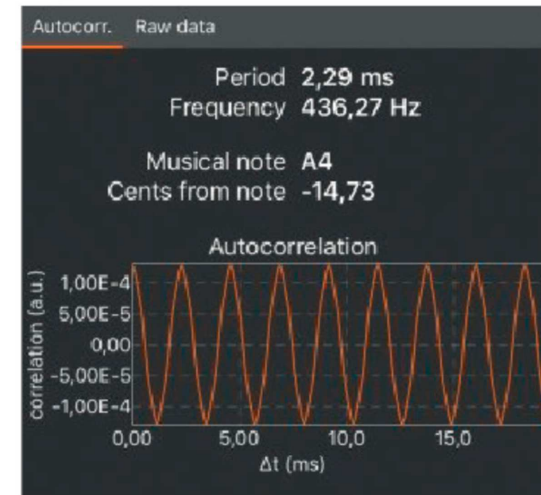 Autocorr. Raw data
Period 2,29 ms
Frequency 436,27 Hz
Musical note A4
Cents from note -14,73
Autocorrelation
correlation (a.u.)
1,00E-4
5,00E-5
0,00
-5,00E-5
-1,00E-4
0,00 5,00 10,0 15,0
Δt (ms)